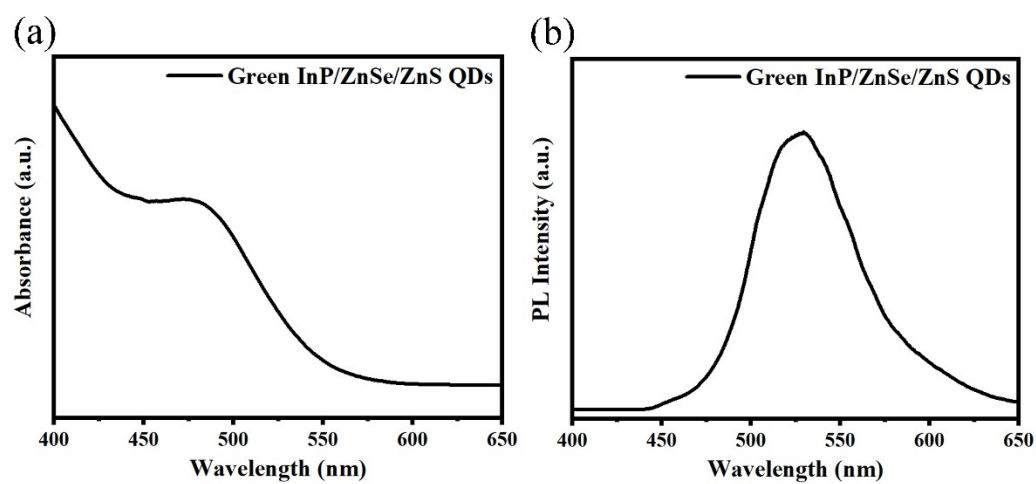 (a)
Green InP/ZnSe/ZnS QDs
Absorbance (a.u.)
400 450 500 550 600 650
Wavelength (nm)
(b)
Green InP/ZnSe/ZnS QDs
PL Intensity (a.u.)
400 450 500 550 600 650
Wavelength (nm)